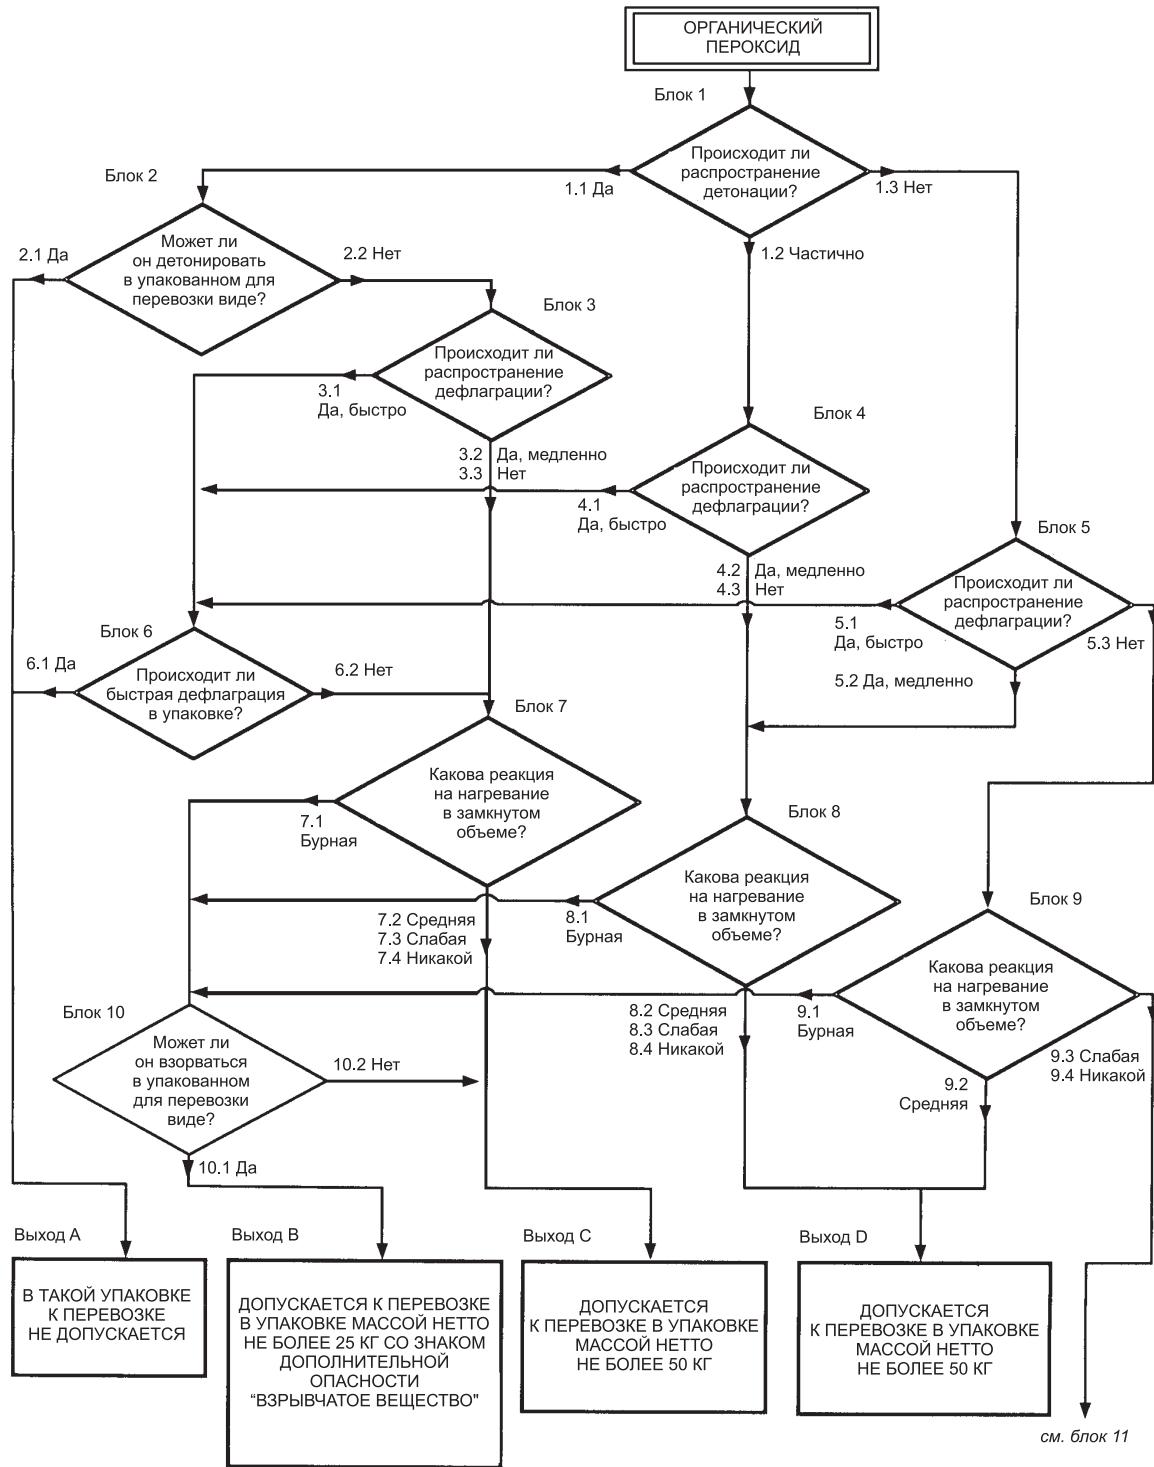 ОРГАНИЧЕСКИЙ
ПЕРОКСИД
Блок 1
Происходит ли
распространение
детонации?
1.1 Да
1.3 Нет
1.2 Частично
Блок 2
Может ли
он детонировать
в упакованном для
перевозки виде?
2.1 Да
2.2 Нет
Блок 3
Происходит ли
распространение
дефлаграции?
3.1
Да, быстро
3.2 Да, медленно
3.3 Нет
Блок 4
Происходит ли
распространение
дефлаграции?
4.1
Да, быстро
4.2 Да, медленно
4.3 Нет
Блок 5
Происходит ли
распространение
дефлаграции?
5.1
Да, быстро
5.3 Нет
5.2 Да, медленно
Блок 6
Происходит ли
быстрая дефлаграция
в упаковке?
6.1 Да
6.2 Нет
Блок 7
Какова реакция
на нагревание
в замкнутом
объеме?
7.1
Бурная
7.2 Средняя
7.3 Слабая
7.4 Никакой
Блок 8
Какова реакция
на нагревание
в замкнутом
объеме?
8.1
Бурная
8.2 Средняя
8.3 Слабая
8.4 Никакой
Блок 9
Какова реакция
на нагревание
в замкнутом
объеме?
9.1
Бурная
9.2
Средняя
9.3 Слабая
9.4 Никакой
Блок 10
Может ли
он взорваться
в упакованном
для перевозки
виде?
10.2 Нет
10.1 Да
Выход A
В ТАКОЙ УПАКОВКЕ
К ПЕРЕВОЗКЕ
НЕ ДОПУСКАЕТСЯ
Выход B
ДОПУСКАЕТСЯ К ПЕРЕВОЗКЕ
В УПАКОВКЕ МАССОЙ НЕТТО
НЕ БОЛЕЕ 25 КГ СО ЗНАКОМ
ДОПОЛНИТЕЛЬНОЙ
ОПАСНОСТИ
“ВЗРЫВЧАТОЕ ВЕЩЕСТВО"
Выход C
ДОПУСКАЕТСЯ
К ПЕРЕВОЗКЕ В УПАКОВКЕ
МАССОЙ НЕТТО
НЕ БОЛЕЕ 50 КГ
Выход D
ДОПУСКАЕТСЯ
К ПЕРЕВОЗКЕ В УПАКОВКЕ
МАССОЙ НЕТТО
НЕ БОЛЕЕ 50 КГ
см. блок 11